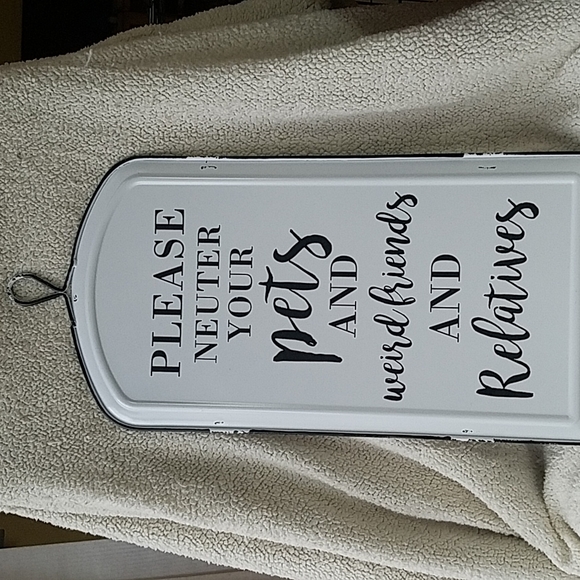 PLEASE
NEUTER
YOUR
pets
AND
weird friends
AND
Relatives